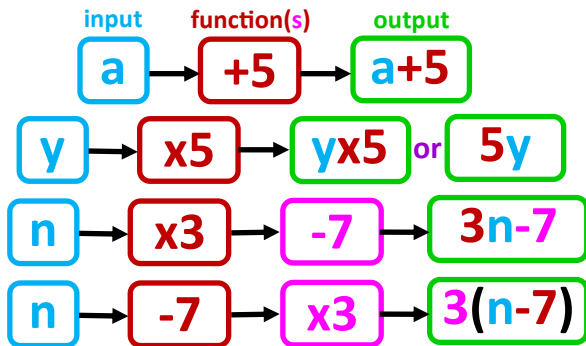 input function(s) output
a +5 a+5
y x5 yx5 or 5y
n x3 -7 3n-7
n -7 x3 3(n-7)